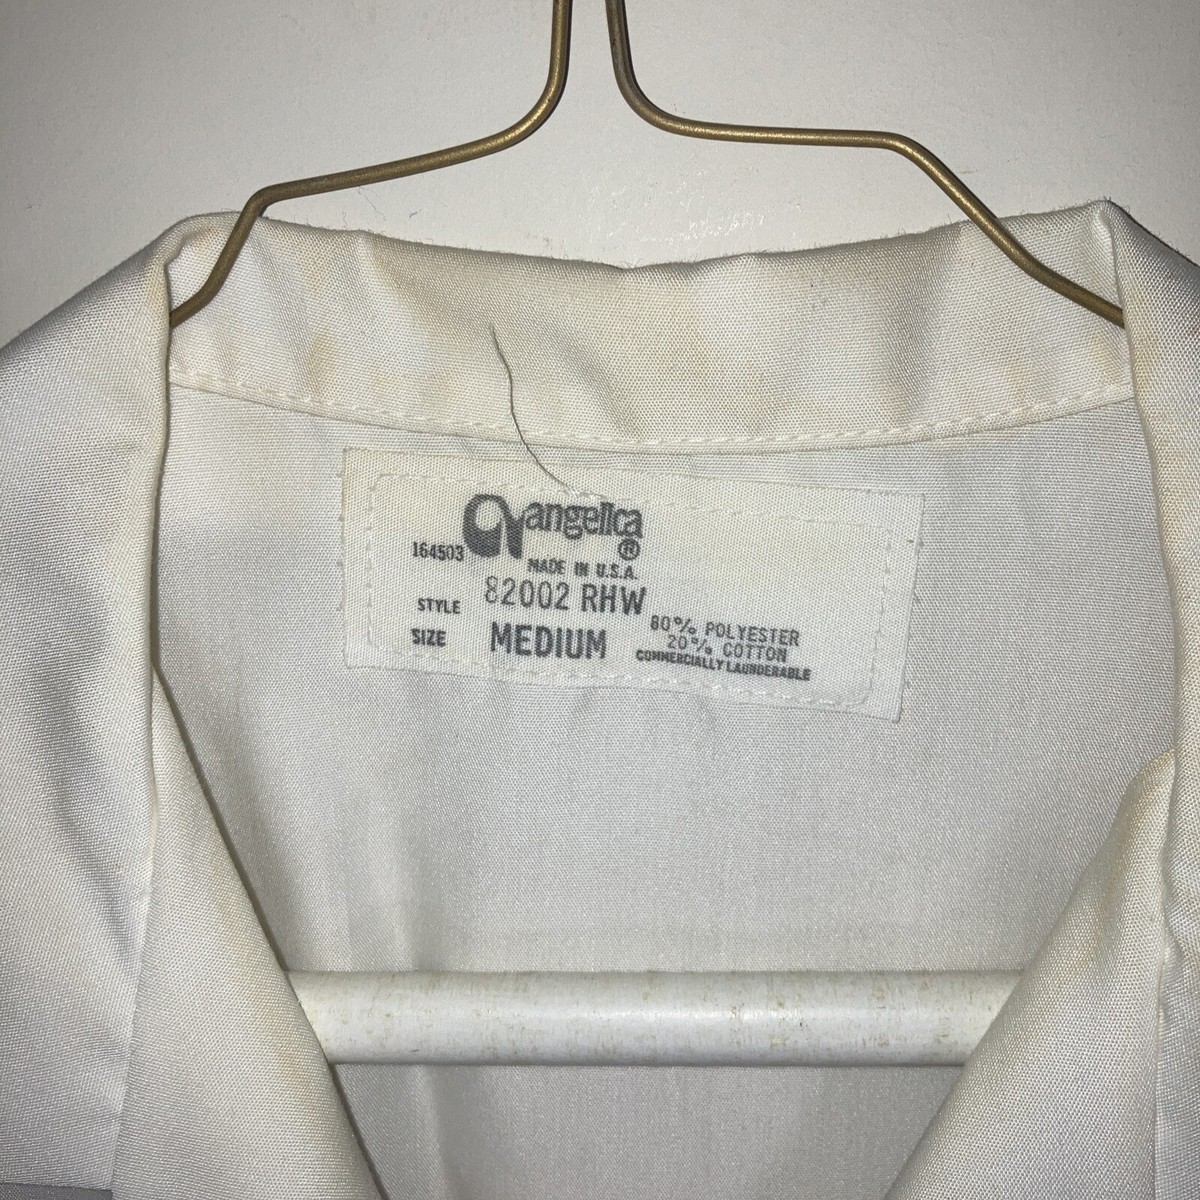 angelica
®
164503
MADE IN U.S.A.
STYLE 82002 RHW
SIZE MEDIUM
80% POLYESTER
20% COTTON
COMMERCIALLY LAUNDERABLE